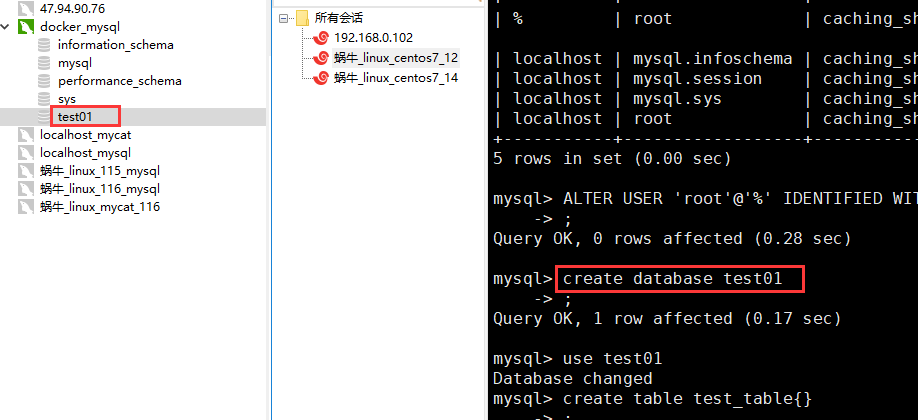 47.94.90.76
docker_mysql
information_schema
mysql
performance_schema
sys
test01
localhost_mycat
localhost_mysql
蜗牛_linux_115_mysql
蜗牛_linux_116_mysql
蜗牛_linux_mycat_116
所有会话
192.168.0.102
蜗牛_linux_centos7_12
蜗牛_linux_centos7_14
| % | root | caching_sh
| localhost | mysql.infoschema | caching_sh
| localhost | mysql.session | caching_sh
| localhost | mysql.sys | caching_sh
| localhost | root | caching_sh
+-----------+------------------+-----------
5 rows in set (0.00 sec)
mysql> ALTER USER 'root'@'%' IDENTIFIED WIT
-> ;
Query OK, 0 rows affected (0.28 sec)
mysql> create database test01
-> ;
Query OK, 1 row affected (0.17 sec)
mysql> use test01
Database changed
mysql> create table test_table{}
-> ;